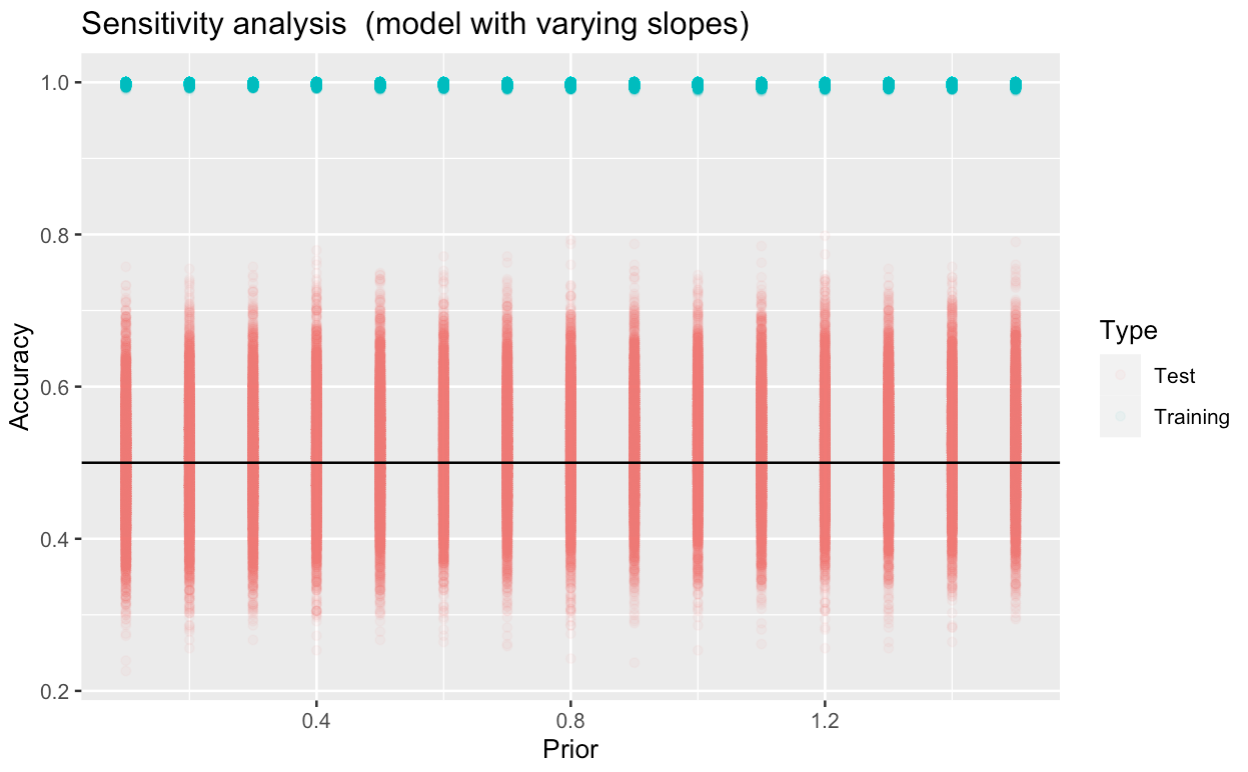 Sensitivity analysis  (model with varying slopes)
1.0
0.8
0.6
0.4
0.2
Accuracy
0.4
0.8
1.2
Prior
Type
Test
Training